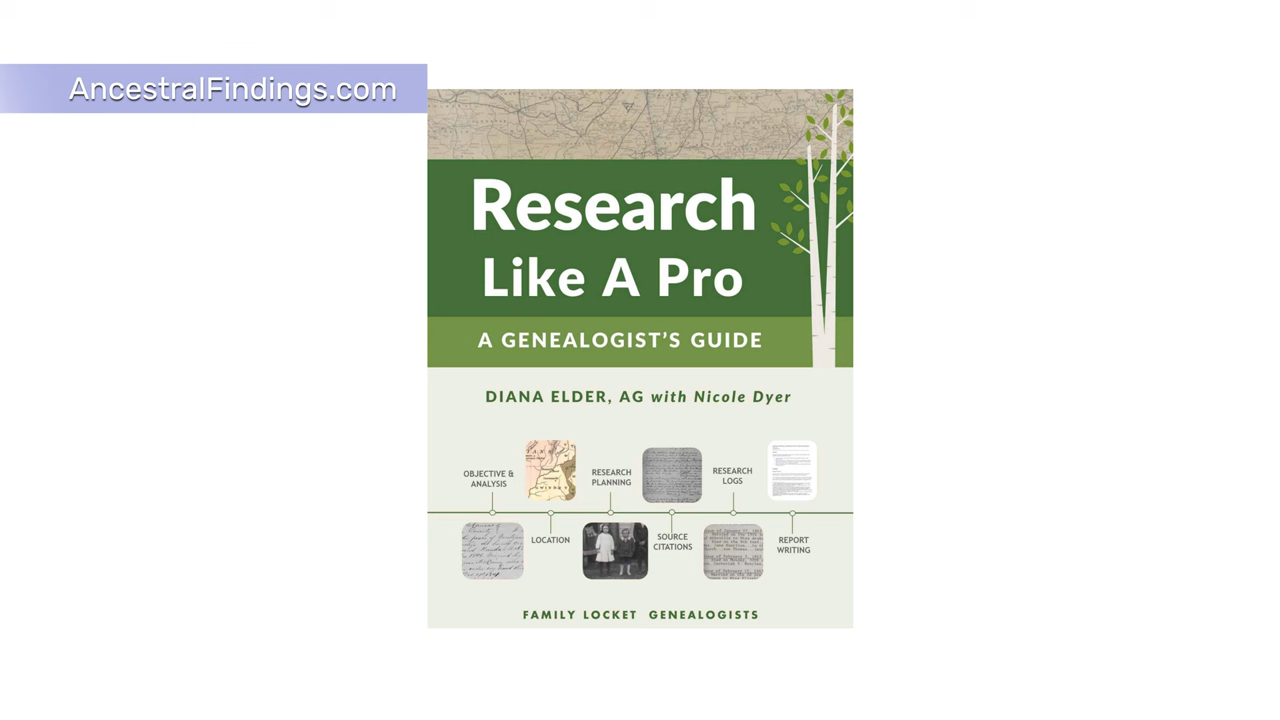 AncestralFindings.com
Research
Like A Pro
A GENEALOGIST'S GUIDE
DIANA ELDER, AG with Nicole Dyer
OBJECTIVE &
ANALYSIS
LOCATION
RESEARCH
PLANNING
SOURCE
CITATIONS
RESEARCH
LOGS
REPORT
WRITING
FAMILY LOCKET GENEALOGISTS